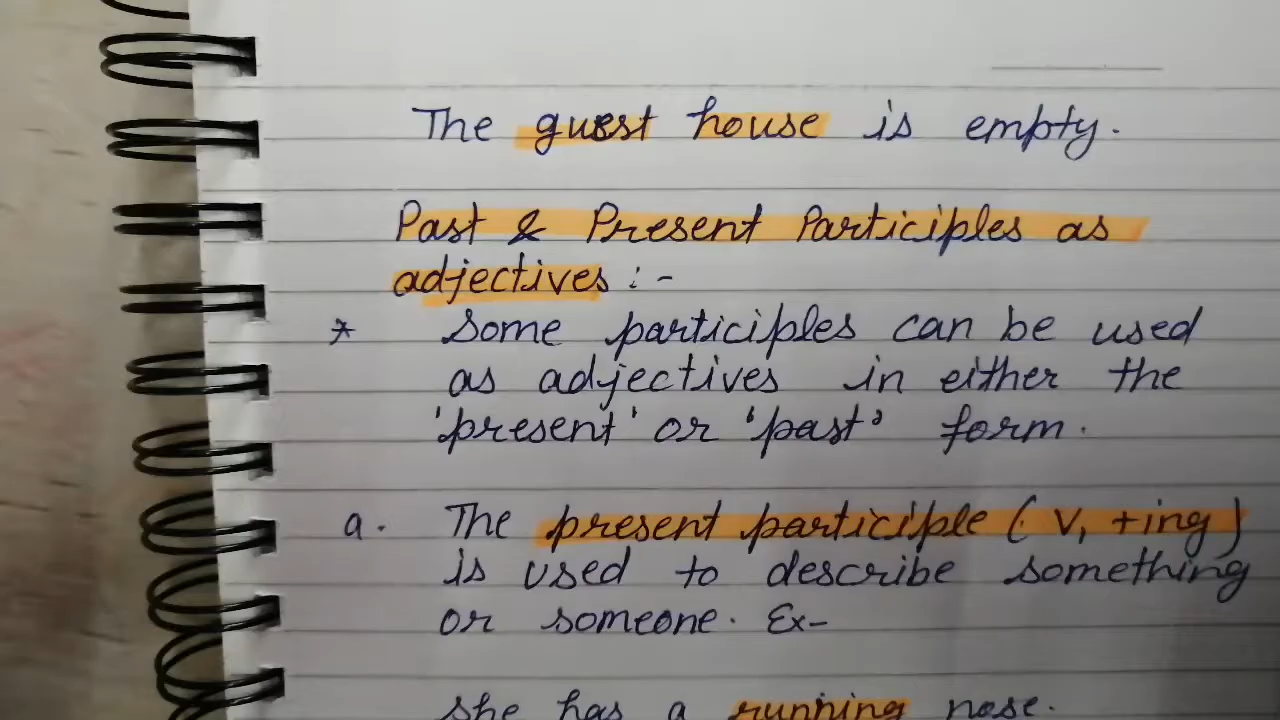 The guest house is empty.
Past & Present Participles as
adjectives :-
* Some participles can be used
as adjectives in either the
'present' or 'past' form.
a. The present participle (V₁ +ing)
is used to describe something
or someone. Ex-
She has a running nose.